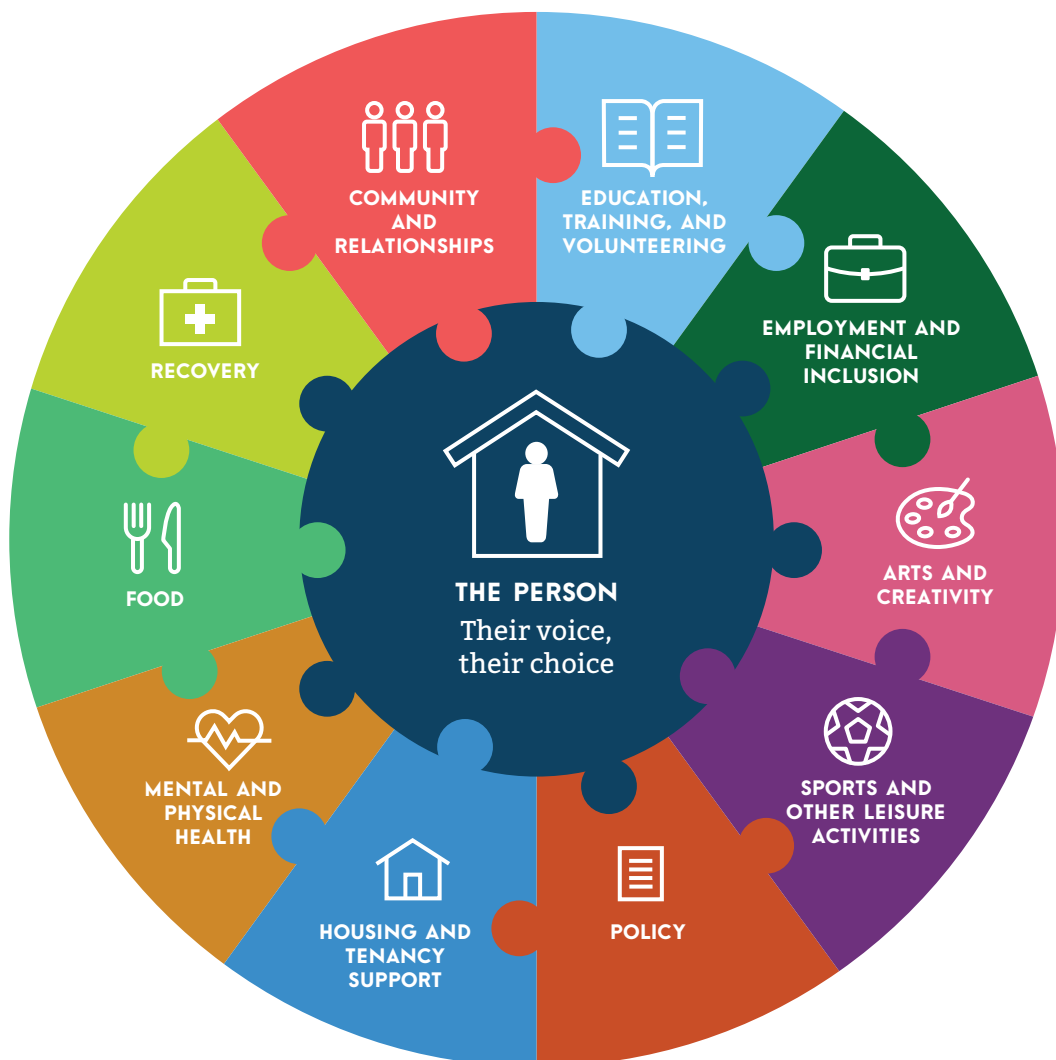 COMMUNITY
AND
RELATIONSHIPS
EDUCATION,
TRAINING, AND
VOLUNTEERING
EMPLOYMENT AND
FINANCIAL
INCLUSION
ARTS AND
CREATIVITY
SPORTS AND
OTHER LEISURE
ACTIVITIES
POLICY
HOUSING AND
TENANCY
SUPPORT
MENTAL AND
PHYSICAL
HEALTH
FOOD
RECOVERY
THE PERSON
Their voice,
their choice